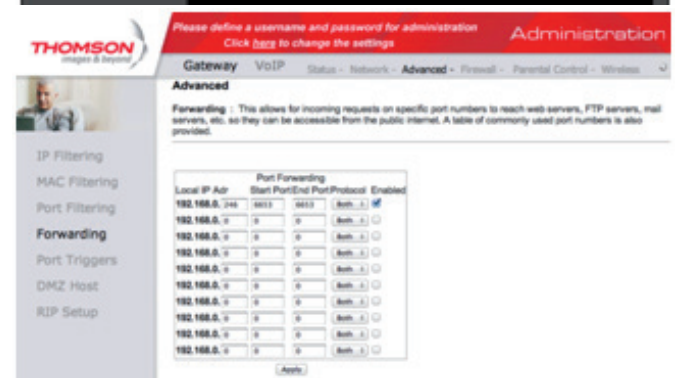 Please define a username and password for administration
Click here to change the settings
Administration
THOMSON
images & beyond
Gateway VoIP Status - Network - Advanced - Firewall - Parental Control - Wireless
Advanced
Forwarding : This allows for incoming requests on specific port numbers to reach web servers, FTP servers, mail
servers, etc. so they can be accessible from the public internet. A table of commonly used port numbers is also
provided.
IP Filtering
MAC Filtering
Port Filtering
Forwarding
Port Triggers
DMZ Host
RIP Setup
Port Forwarding
Local IP Adr Start Port End Port Protocol Enabled
192.168.0. 246 6653 6653 Both
192.168.0. 0 0 0 Both
192.168.0. 0 0 0 Both
192.168.0. 0 0 0 Both
192.168.0. 0 0 0 Both
192.168.0. 0 0 0 Both
192.168.0. 0 0 0 Both
192.168.0. 0 0 0 Both
192.168.0. 0 0 0 Both
192.168.0. 0 0 0 Both
Apply